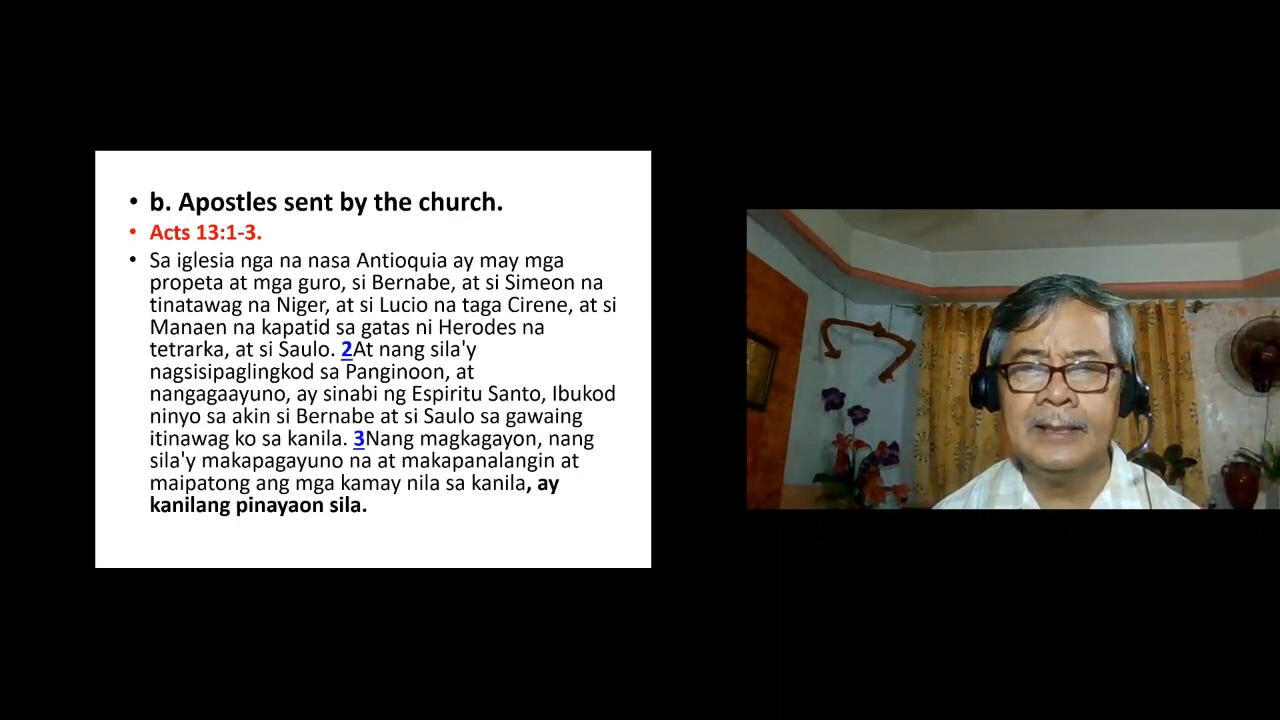 • b. Apostles sent by the church.
• Acts 13:1-3.
• Sa iglesia nga na nasa Antioquia ay may mga
propeta at mga guro, si Bernabe, at si Simeon na
tinatawag na Niger, at si Lucio na taga Cirene, at si
Manaen na kapatid sa gatas ni Herodes na
tetrarka, at si Saulo. 2At nang sila'y
nagsisipaglingkod sa Panginoon, at
nangagaayuno, ay sinabi ng Espiritu Santo, Ibukod
ninyo sa akin si Bernabe at si Saulo sa gawaing
itinawag ko sa kanila. 3Nang magkagayon, nang
sila'y makapagayuno na at makapanalangin at
maipatong ang mga kamay nila sa kanila, ay
kanilang pinayaon sila.